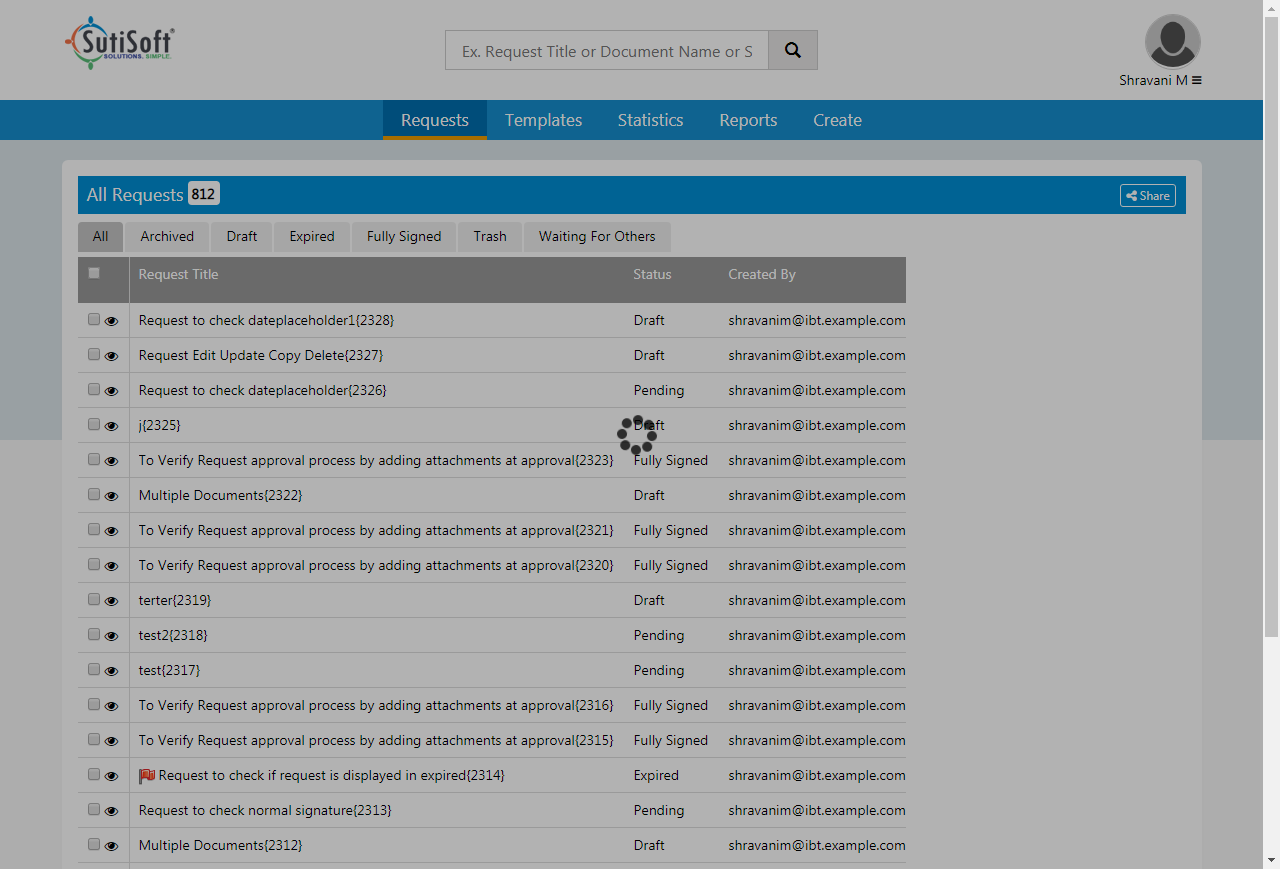 SutiSoft®
SOLUTIONS. SIMPLE.
Ex. Request Title or Document Name or S
Shravani M
Requests Templates Statistics Reports Create
All Requests 812 Share
All Archived Draft Expired Fully Signed Trash Waiting For Others
Request Title Status Created By
Request to check dateplaceholder1{2328} Draft shravanim@ibt.example.com
Request Edit Update Copy Delete{2327} Draft shravanim@ibt.example.com
Request to check dateplaceholder{2326} Pending shravanim@ibt.example.com
j{2325} Draft shravanim@ibt.example.com
To Verify Request approval process by adding attachments at approval{2323} Fully Signed shravanim@ibt.example.com
Multiple Documents{2322} Draft shravanim@ibt.example.com
To Verify Request approval process by adding attachments at approval{2321} Fully Signed shravanim@ibt.example.com
To Verify Request approval process by adding attachments at approval{2320} Fully Signed shravanim@ibt.example.com
terter{2319} Draft shravanim@ibt.example.com
test2{2318} Pending shravanim@ibt.example.com
test{2317} Pending shravanim@ibt.example.com
To Verify Request approval process by adding attachments at approval{2316} Fully Signed shravanim@ibt.example.com
To Verify Request approval process by adding attachments at approval{2315} Fully Signed shravanim@ibt.example.com
Request to check if request is displayed in expired{2314} Expired shravanim@ibt.example.com
Request to check normal signature{2313} Pending shravanim@ibt.example.com
Multiple Documents{2312} Draft shravanim@ibt.example.com